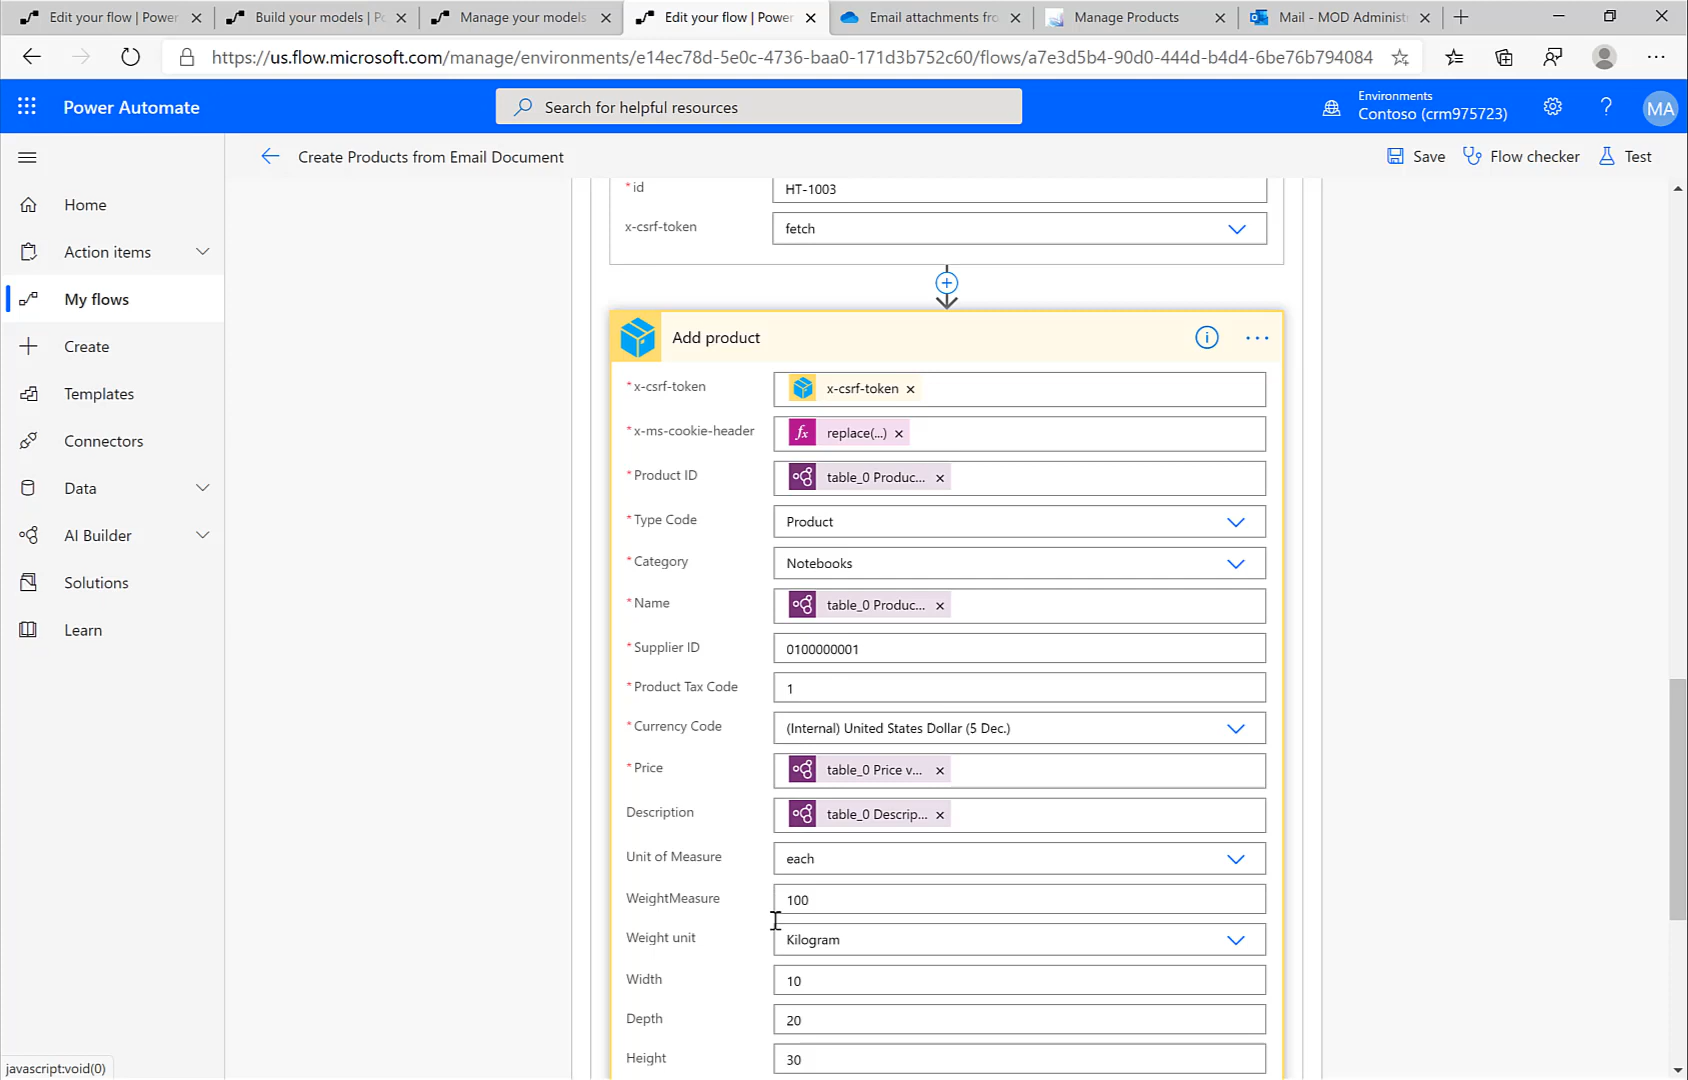 Edit your flow | Power
Build your models | Po
Manage your models
Edit your flow | Power
Email attachments fro
Manage Products
Mail - MOD Administ
https://us.flow.microsoft.com/manage/environments/e14ec78d-5e0c-4736-baa0-171d3b752c60/flows/a7e3d5b4-90d0-444d-b4d4-6be76b794084
Power Automate
Search for helpful resources
Environments
Contoso (crm975723)
?
MA
Create Products from Email Document
Save
Flow checker
Test
Home
Action items
My flows
Create
Templates
Connectors
Data
AI Builder
Solutions
Learn
* id HT-1003
x-csrf-token fetch
Add product
* x-csrf-token x-csrf-token ×
* x-ms-cookie-header fx replace(...) ×
* Product ID table_0 Produc... ×
* Type Code Product
* Category Notebooks
* Name table_0 Produc... ×
* Supplier ID 0100000001
* Product Tax Code 1
* Currency Code (Internal) United States Dollar (5 Dec.)
* Price table_0 Price v... ×
Description table_0 Descrip... ×
Unit of Measure each
WeightMeasure 100
Weight unit Kilogram
Width 10
Depth 20
Height 30
javascript:void(0)